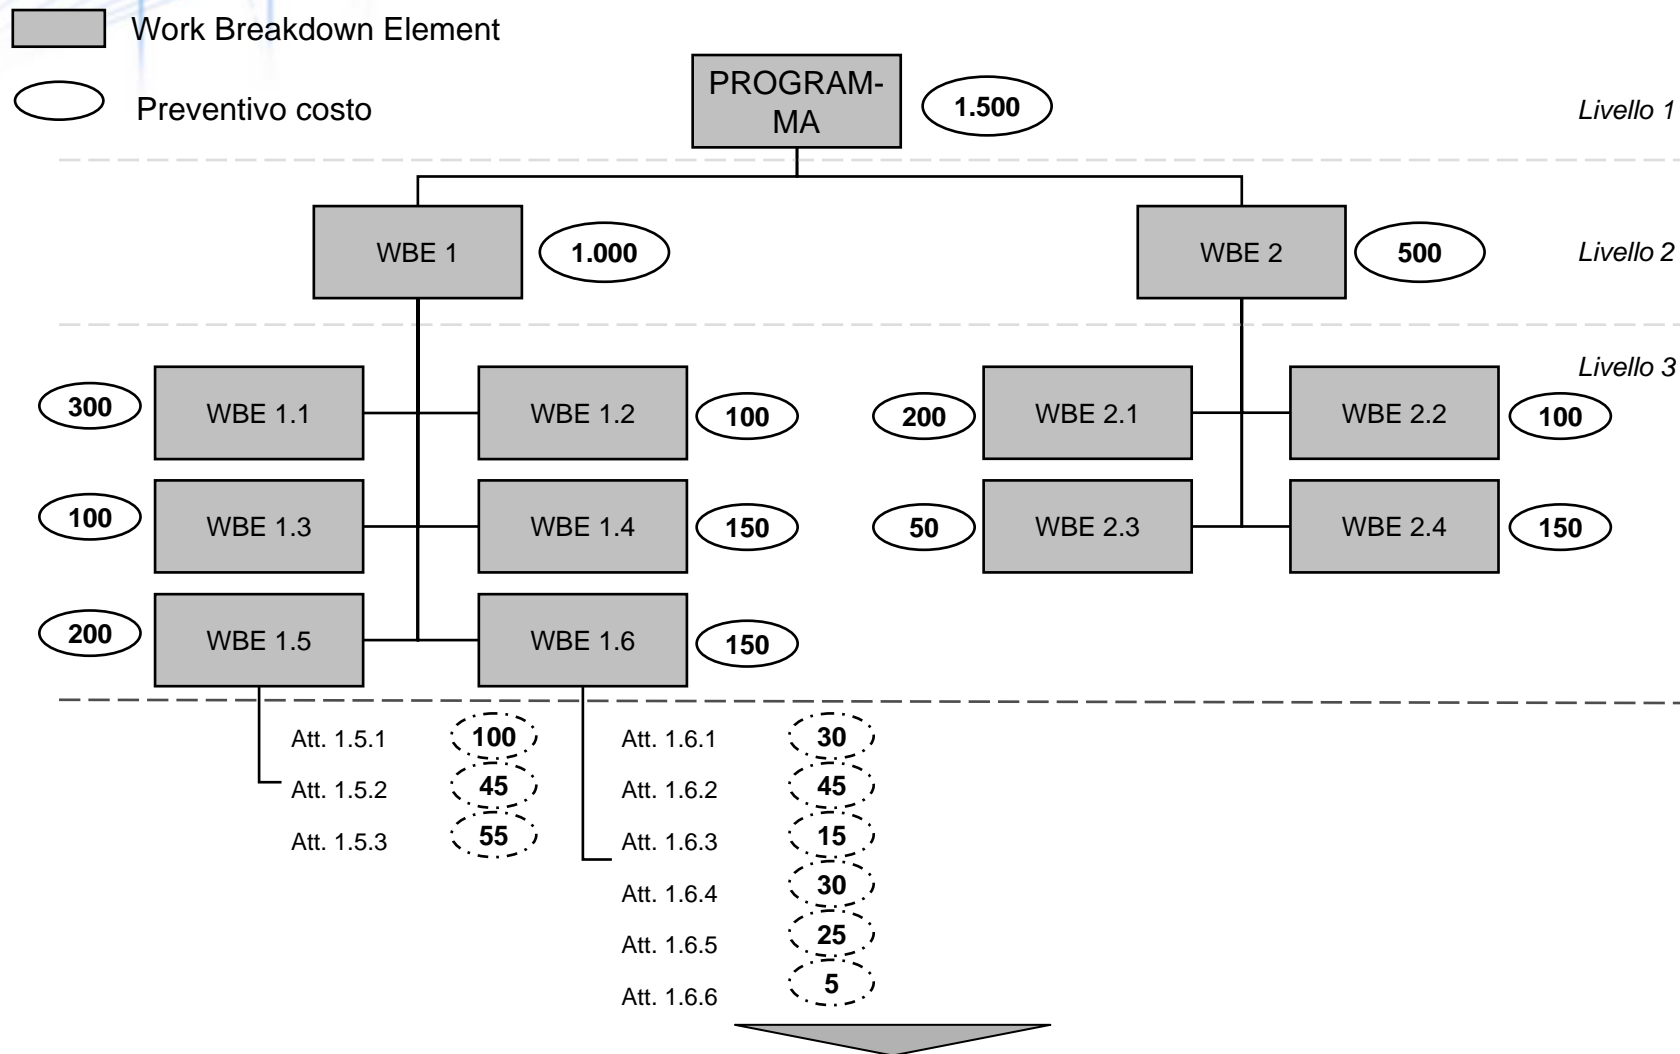 Work Breakdown Element
Preventivo costo
PROGRAM-
MA
1.500
Livello 1
WBE 1
1.000
WBE 2
500
Livello 2
Livello 3
300
WBE 1.1
WBE 1.2
100
200
WBE 2.1
WBE 2.2
100
100
WBE 1.3
WBE 1.4
150
50
WBE 2.3
WBE 2.4
150
200
WBE 1.5
WBE 1.6
150
Att. 1.5.1
100
Att. 1.5.2
45
Att. 1.5.3
55
Att. 1.6.1
30
Att. 1.6.2
45
Att. 1.6.3
15
Att. 1.6.4
30
Att. 1.6.5
25
Att. 1.6.6
5